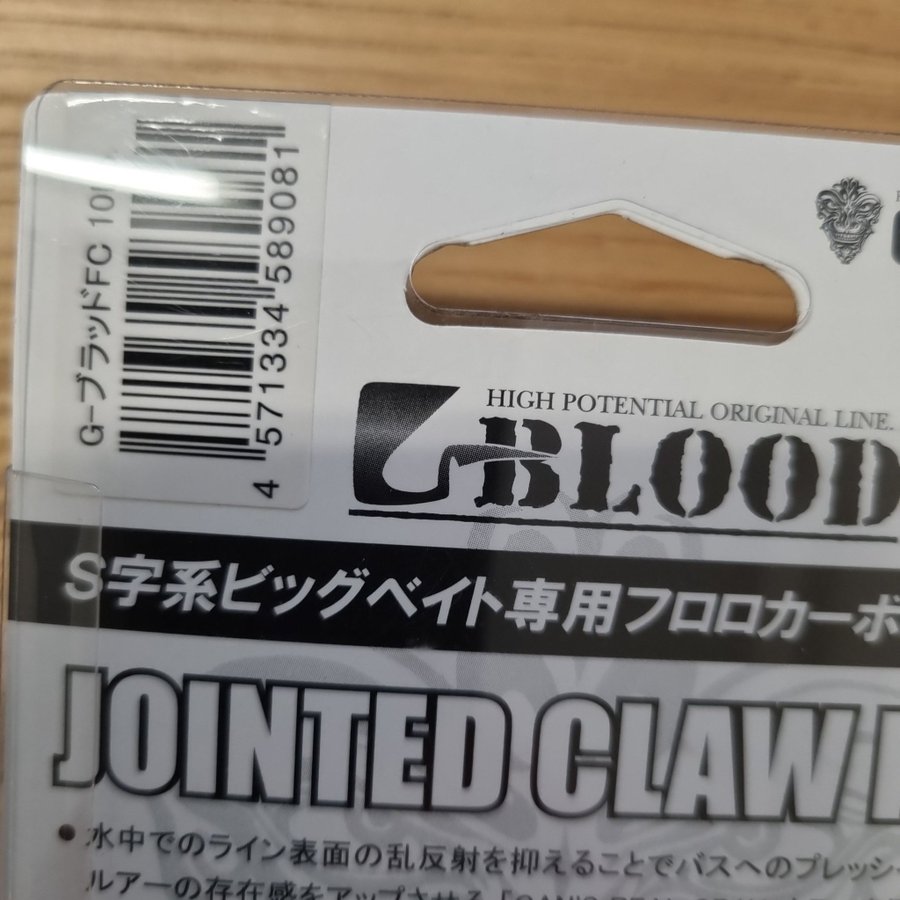 G-ブラッドFC
4 571334 589081
HIGH POTENTIAL ORIGINAL LINE.
G BLOOD
S字系ビッグベイト専用フロロカーボ
JOINTED CLAW
水中でのライン表面の乱反射を抑えることでバスへのプレッシ
ルアーの存在感をアップさせる